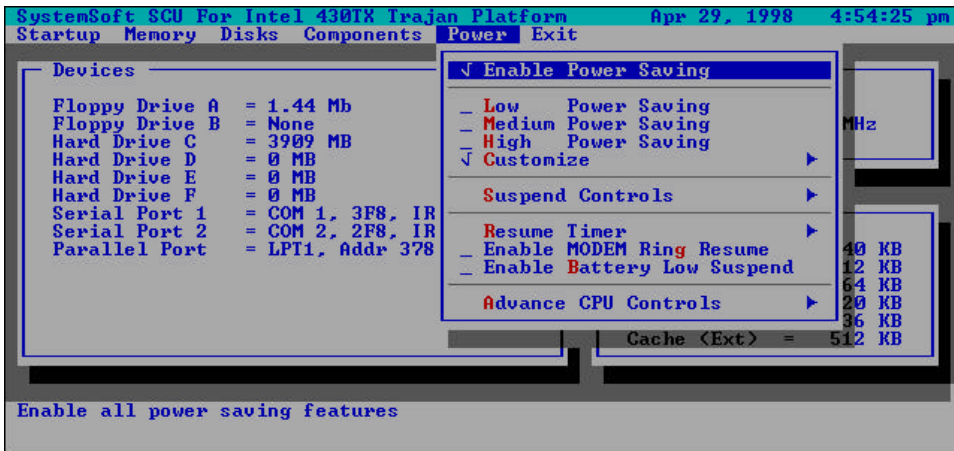 SystemSoft SCU For Intel 430TX Trajan Platform Apr 29, 1998 4:54:25 pm
Startup Memory Disks Components Power Exit
Devices
Floppy Drive A = 1.44 Mb
Floppy Drive B = None
Hard Drive C = 3909 MB
Hard Drive D = 0 MB
Hard Drive E = 0 MB
Hard Drive F = 0 MB
Serial Port 1 = COM 1, 3F8, IR
Serial Port 2 = COM 2, 2F8, IR
Parallel Port = LPT1, Addr 378
√ Enable Power Saving
_ Low Power Saving
_ Medium Power Saving
_ High Power Saving
√ Customize
Suspend Controls
Resume Timer
_ Enable MODEM Ring Resume
_ Enable Battery Low Suspend
Advance CPU Controls
MHz
40 KB
12 KB
64 KB
20 KB
36 KB
Cache (Ext) = 512 KB
Enable all power saving features